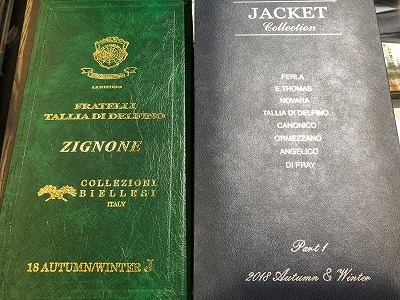 LANIFICIO
FRATELLI
TALLIA DI DELFINO
ZIGNONE
COLLEZIONI
BIELLESI
ITALY
18 AUTUMN/WINTER J
JACKET
Collection
FERLA
E.THOMAS
NOVARA
TALLIA DI DELFINO
CANONICO
ORMEZZANO
ANGELICO
DI PRAY
Part 1
2018 Autumn & Winter